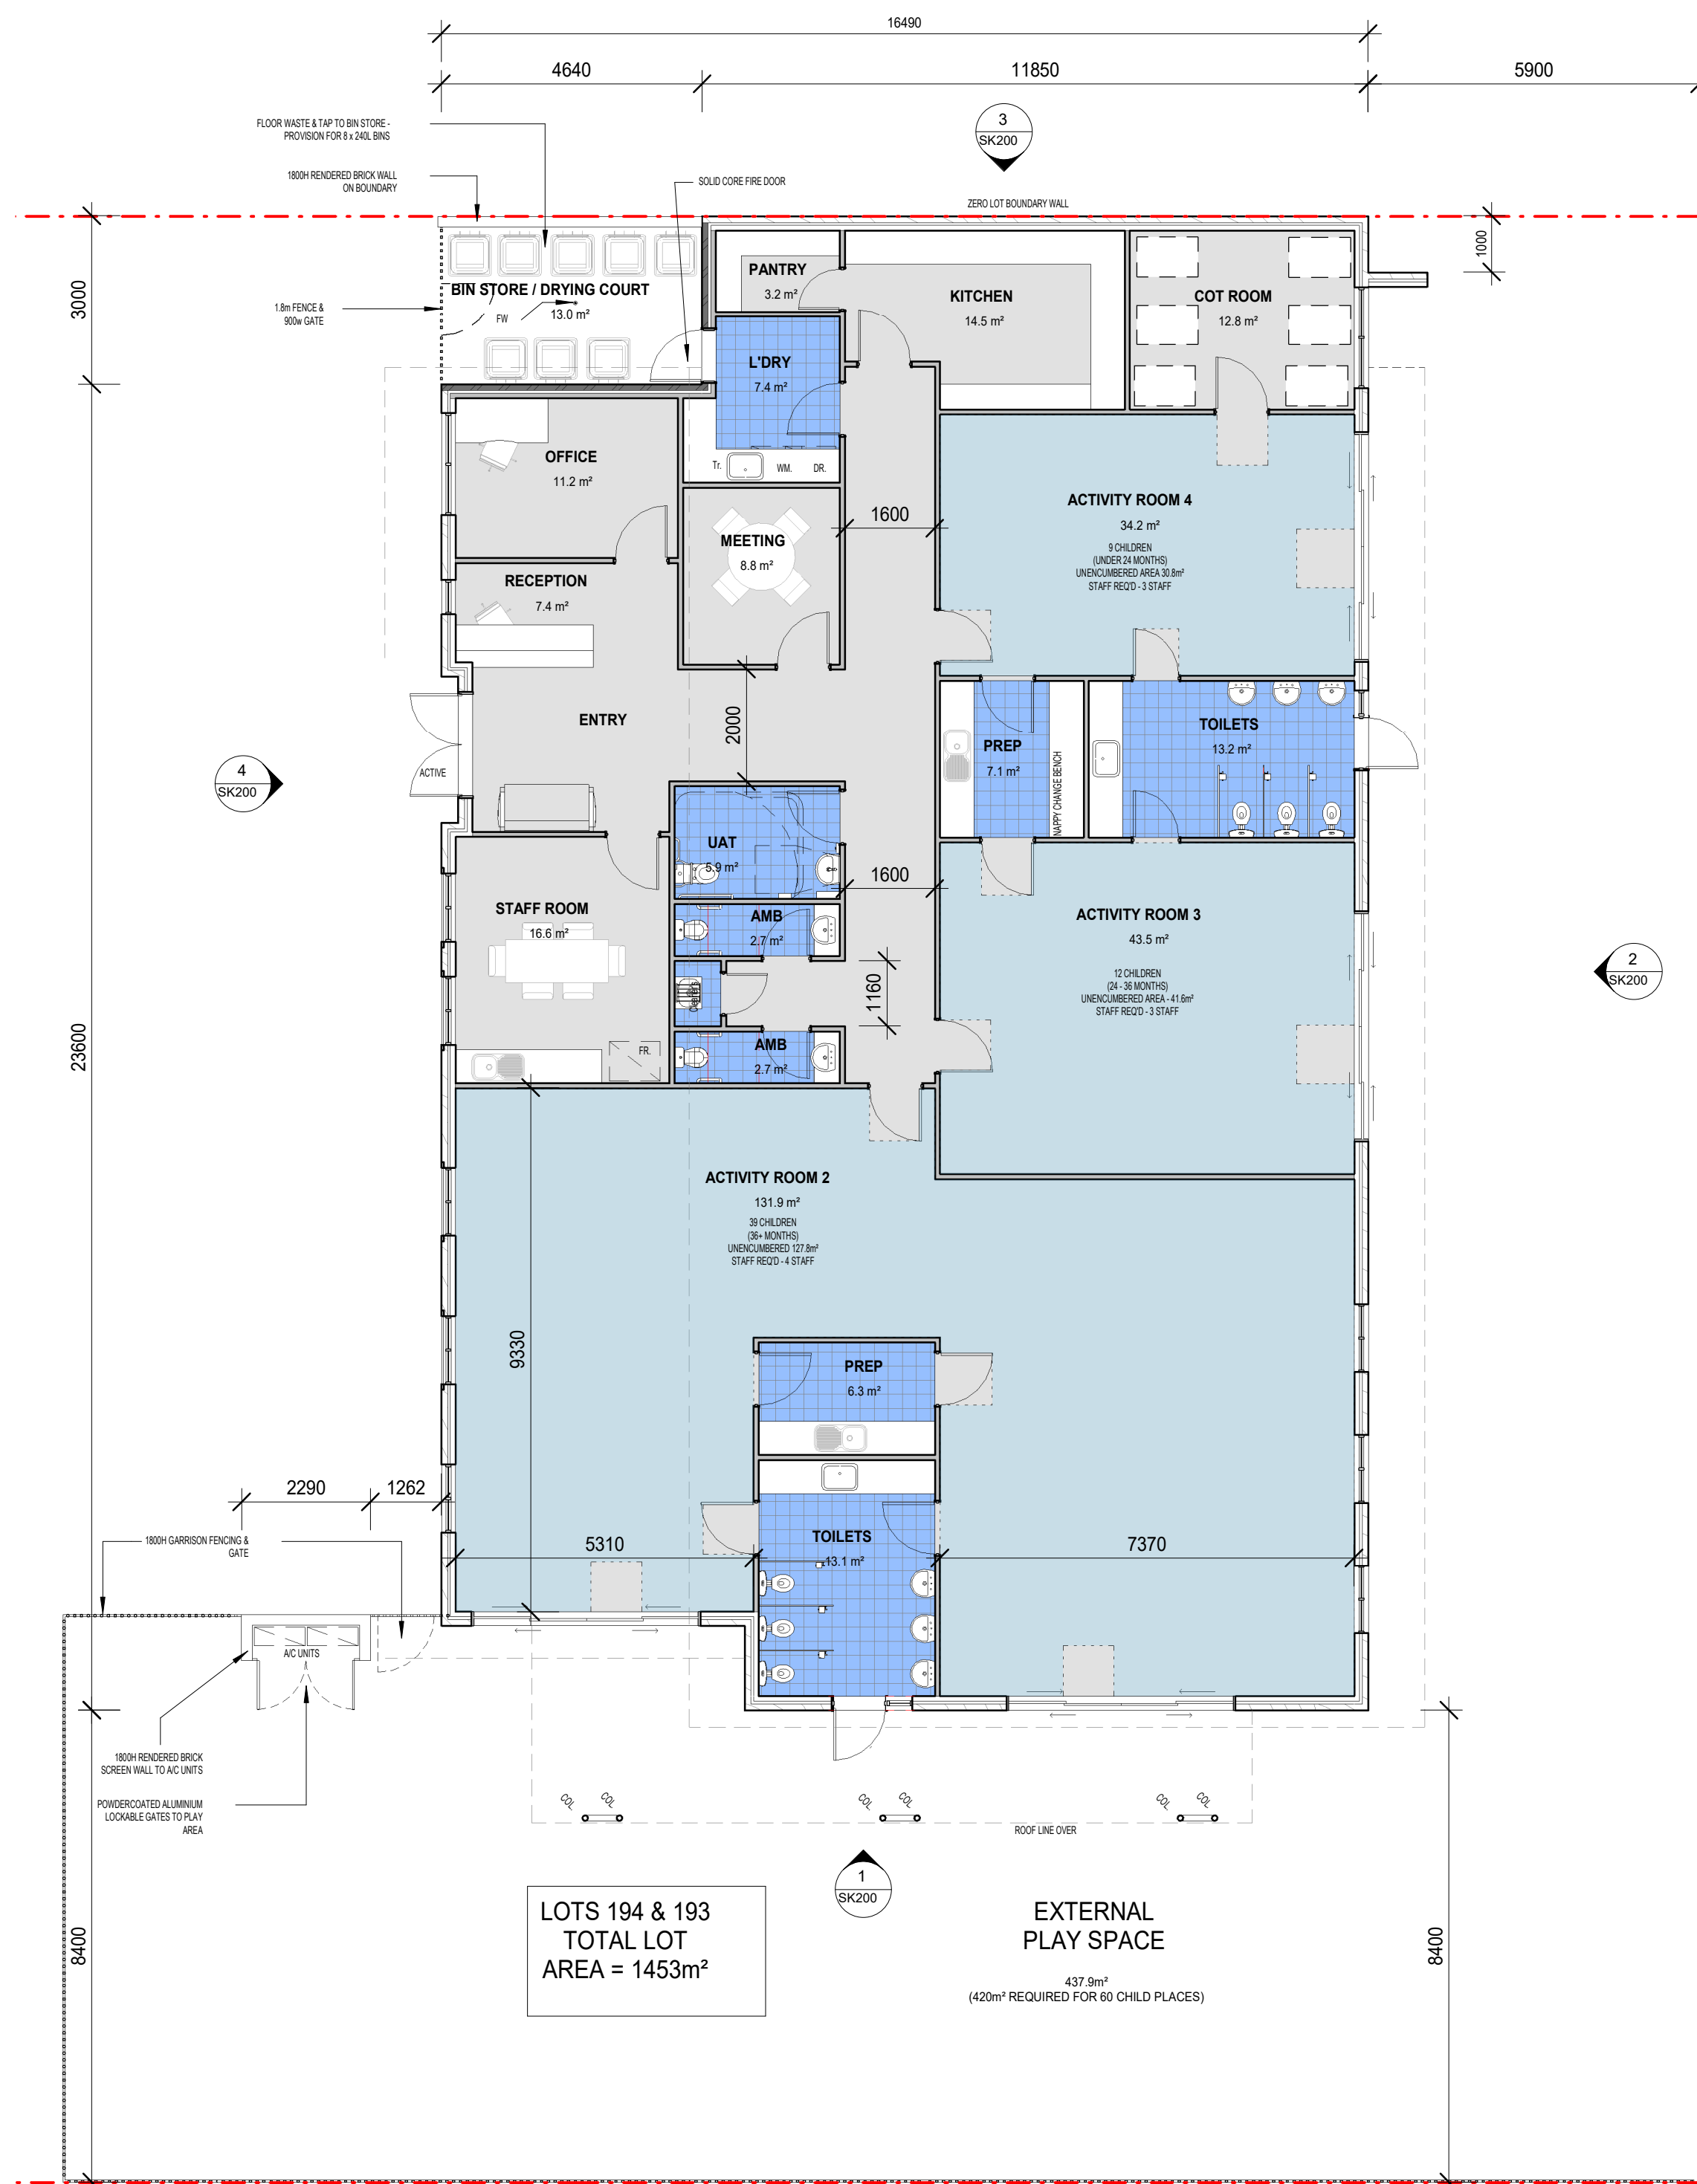 16490
4640
11850
5900
FLOOR WASTE & TAP TO BIN STORE -
PROVISION FOR 8 x 240L BINS
3
SK200
1800H RENDERED BRICK WALL
ON BOUNDARY
SOLID CORE FIRE DOOR
ZERO LOT BOUNDARY WALL
1000
3000
1.8m FENCE &
900w GATE
BIN STORE / DRYING COURT
13.0 m²
FW
PANTRY
3.2 m²
KITCHEN
14.5 m²
COT ROOM
12.8 m²
L'DRY
7.4 m²
Tr.
WM.
DR.
OFFICE
11.2 m²
MEETING
8.8 m²
1600
ACTIVITY ROOM 4
34.2 m²
9 CHILDREN
(UNDER 24 MONTHS)
UNENCUMBERED AREA 30.8m²
STAFF REQ'D - 3 STAFF
RECEPTION
7.4 m²
ENTRY
2000
ACTIVE
4
SK200
PREP
7.1 m²
NAPPY CHANGE BENCH
TOILETS
13.2 m²
UAT
5.9 m²
1600
STAFF ROOM
16.6 m²
AMB
2.7 m²
Cleaners
1160
AMB
2.7 m²
FR.
ACTIVITY ROOM 3
43.5 m²
12 CHILDREN
(24 - 36 MONTHS)
UNENCUMBERED AREA - 41.6m²
STAFF REQ'D - 3 STAFF
2
SK200
23600
ACTIVITY ROOM 2
131.9 m²
39 CHILDREN
(36+ MONTHS)
UNENCUMBERED 127.8m²
STAFF REQ'D - 4 STAFF
9330
PREP
6.3 m²
2290
1262
1800H GARRISON FENCING &
GATE
5310
TOILETS
13.1 m²
7370
A/C UNITS
1800H RENDERED BRICK
SCREEN WALL TO A/C UNITS
POWDERCOATED ALUMINIUM
LOCKABLE GATES TO PLAY
AREA
COL
COL
COL
COL
COL
COL
ROOF LINE OVER
1
SK200
8400
LOTS 194 & 193
TOTAL LOT
AREA = 1453m²
EXTERNAL
PLAY SPACE
437.9m²
(420m² REQUIRED FOR 60 CHILD PLACES)
8400